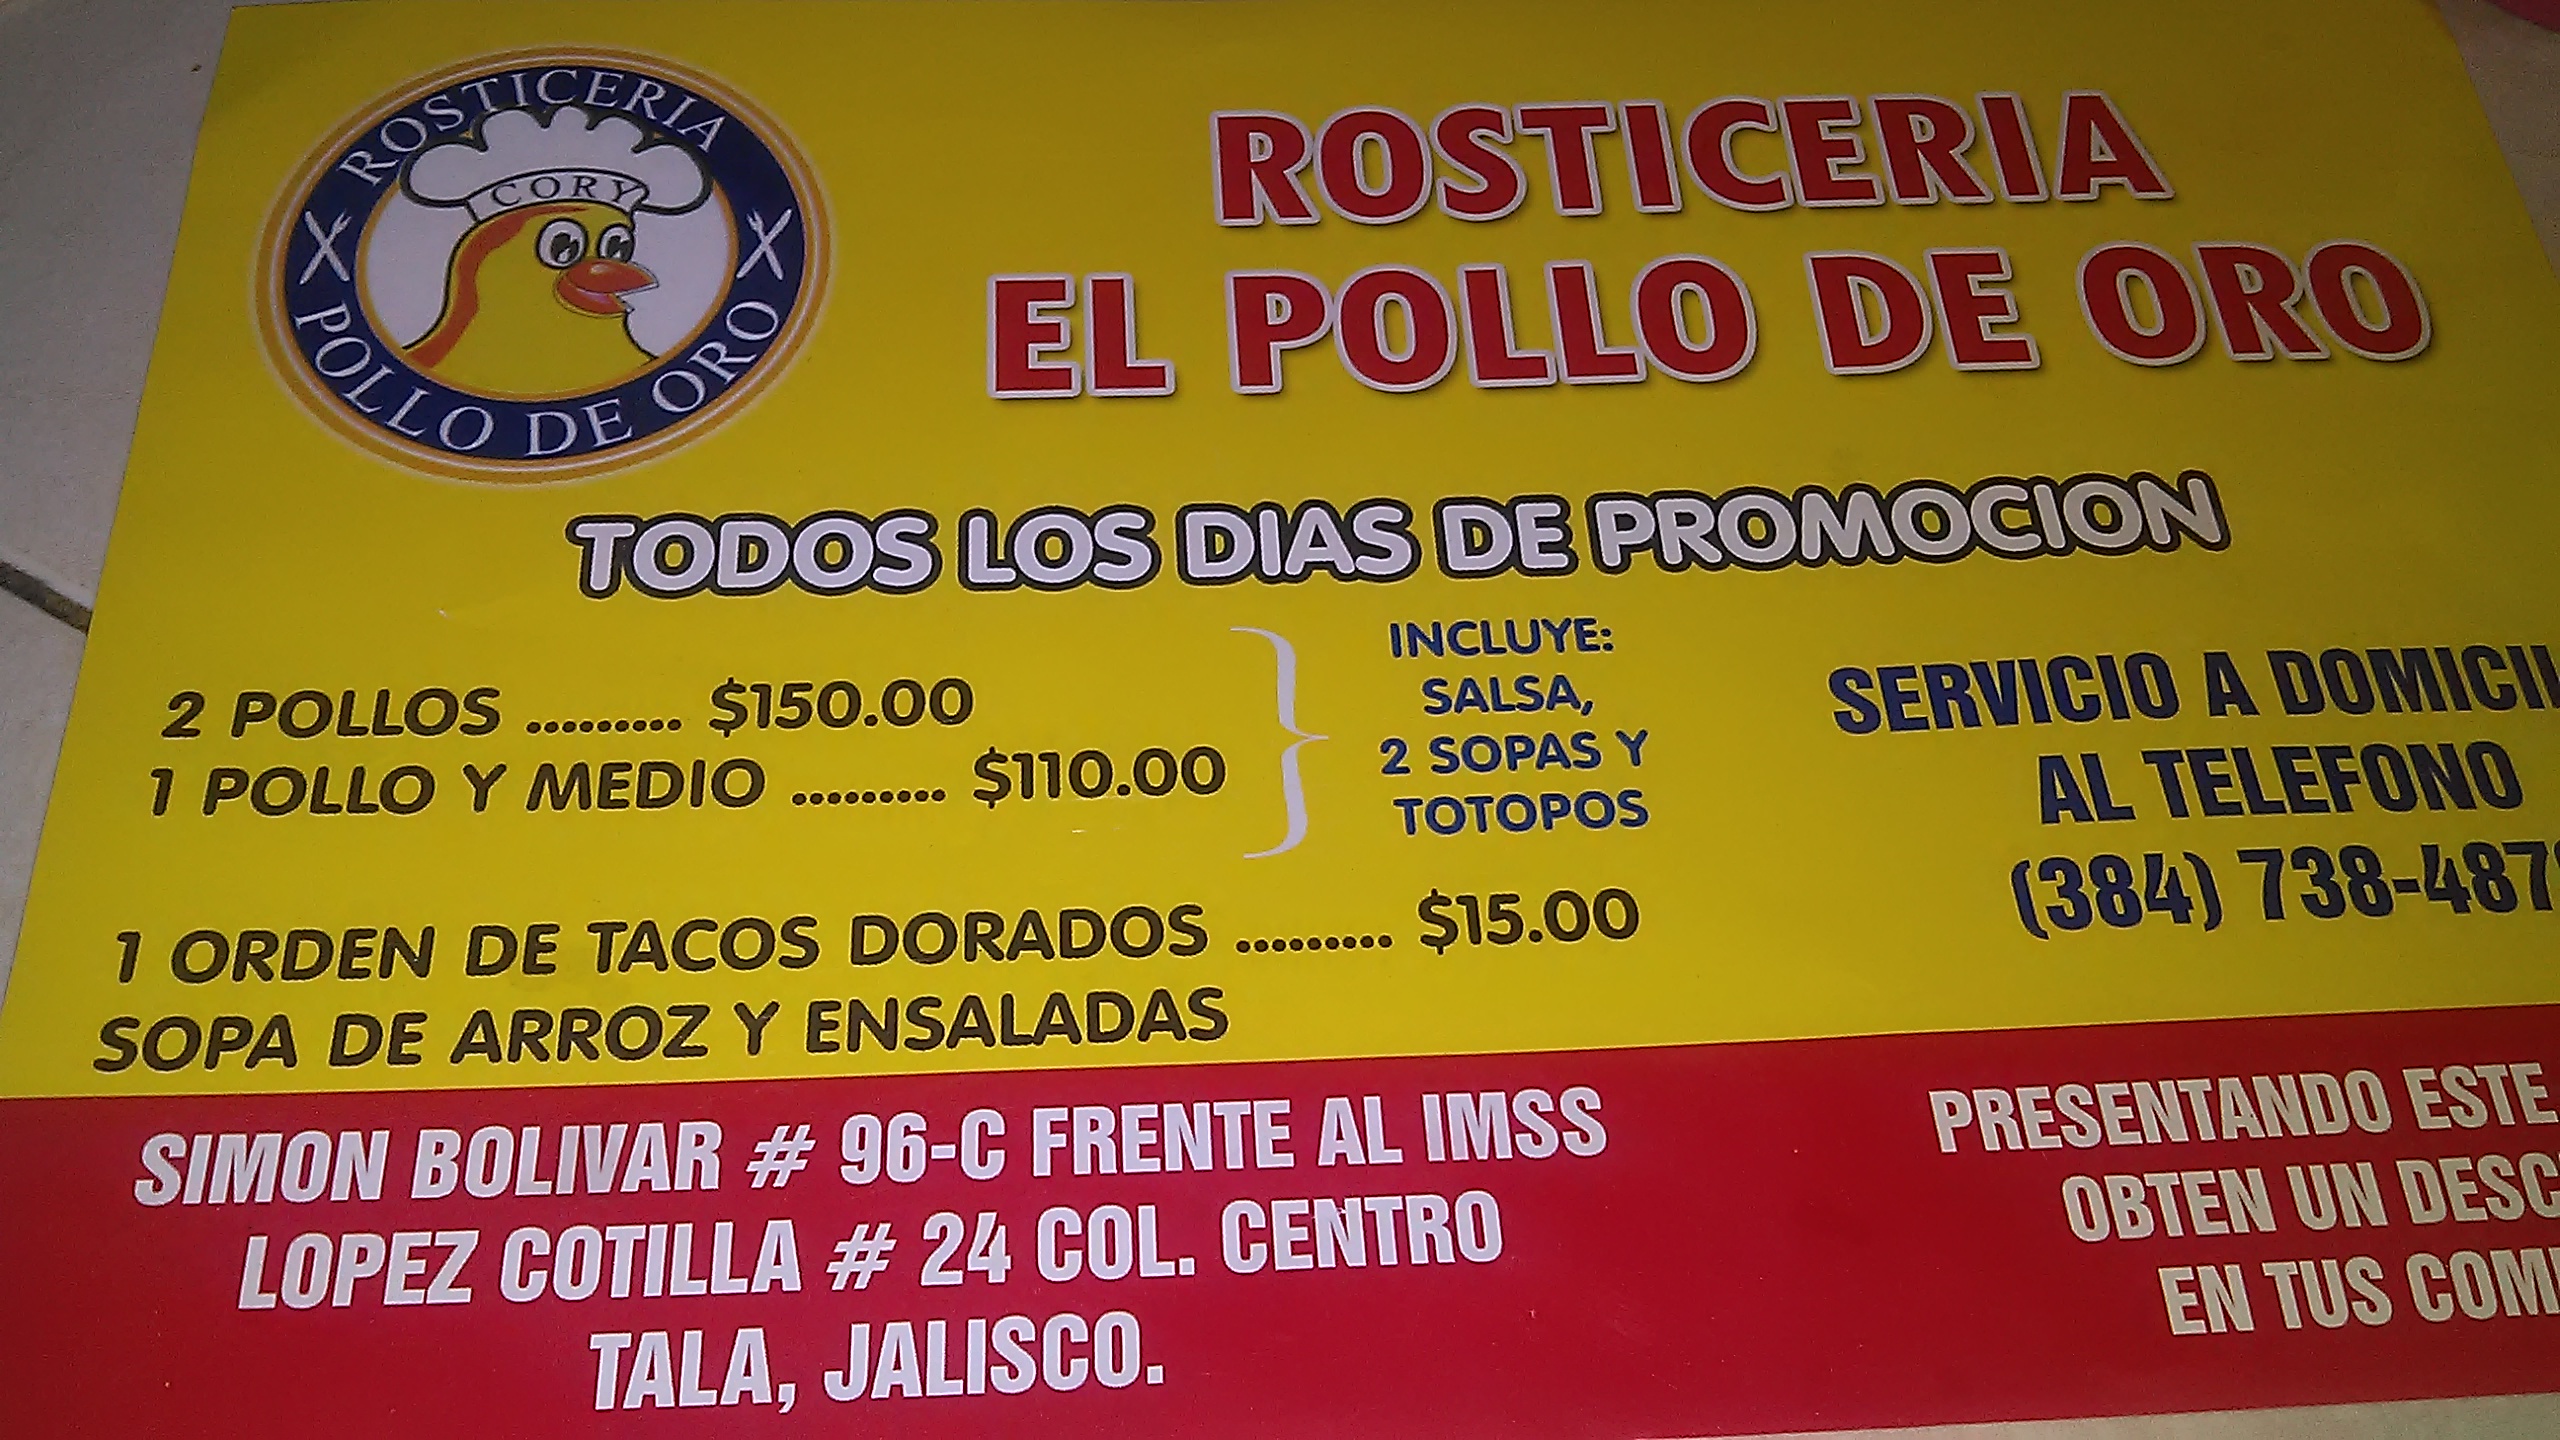 ROSTICERIA
CORY
POLLO DE ORO
ROSTICERIA
EL POLLO DE ORO
TODOS LOS DIAS DE PROMOCION
2 POLLOS ......... $150.00
1 POLLO Y MEDIO ......... $110.00
INCLUYE:
SALSA,
2 SOPAS Y
TOTOPOS
1 ORDEN DE TACOS DORADOS ......... $15.00
SOPA DE ARROZ Y ENSALADAS
SERVICIO A DOMICIL
AL TELEFONO
(384) 738-487
SIMON BOLIVAR # 96-C FRENTE AL IMSS
LOPEZ COTILLA # 24 COL. CENTRO
TALA, JALISCO.
PRESENTANDO ESTE
OBTEN UN DESC
EN TUS COM